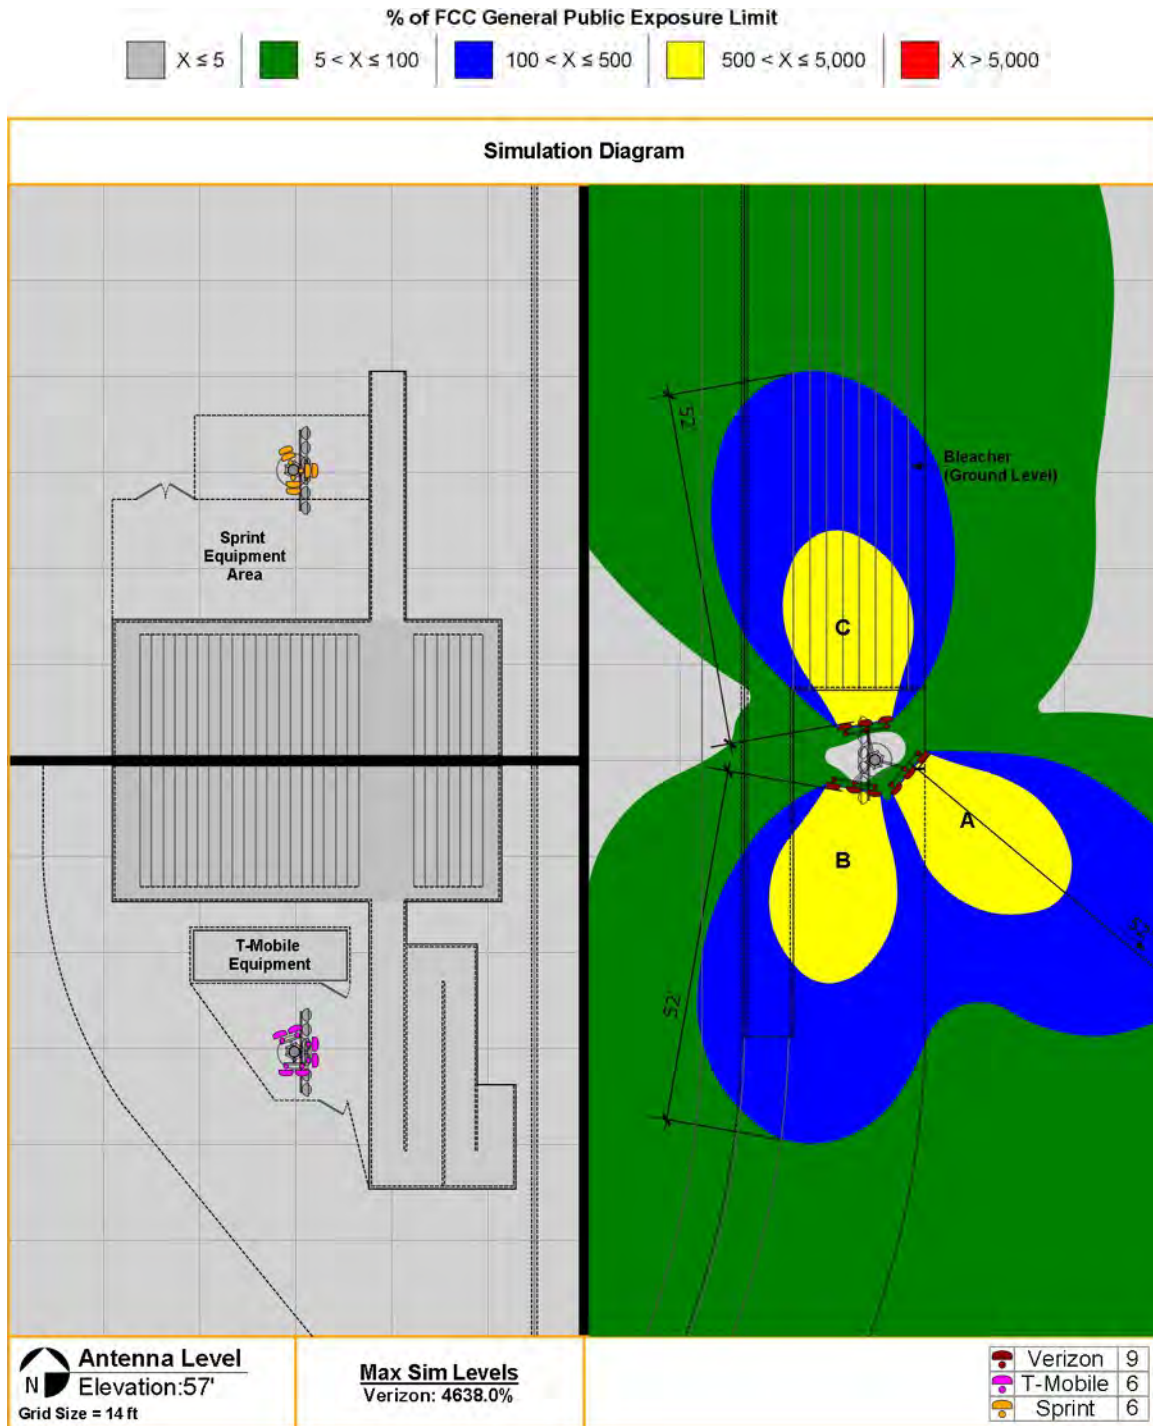 % of FCC General Public Exposure Limit
X ≤ 5
5 < X ≤ 100
100 < X ≤ 500
500 < X ≤ 5,000
X > 5,000
Simulation Diagram
52'
Bleacher
(Ground Level)
Sprint
Equipment
Area
C
A
B
T-Mobile
Equipment
52'
N
Antenna Level
Elevation:57'
Grid Size = 14 ft
Max Sim Levels
Verizon: 4638.0%
Verizon 9
T-Mobile 6
Sprint 6